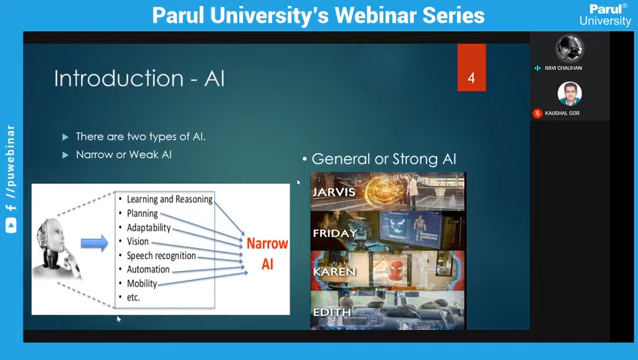 Parul University's Webinar Series
Parul®
University
Introduction - AI
4
There are two types of AI.
Narrow or Weak AI
• General or Strong AI
• Learning and Reasoning
• Planning
• Adaptability
• Vision
• Speech recognition
• Automation
• Mobility
• etc.
Narrow
AI
JARVIS
FRIDAY
KAREN
EDITH
RAVI CHAUHAN
KAUSHAL GOR
//puwebinar